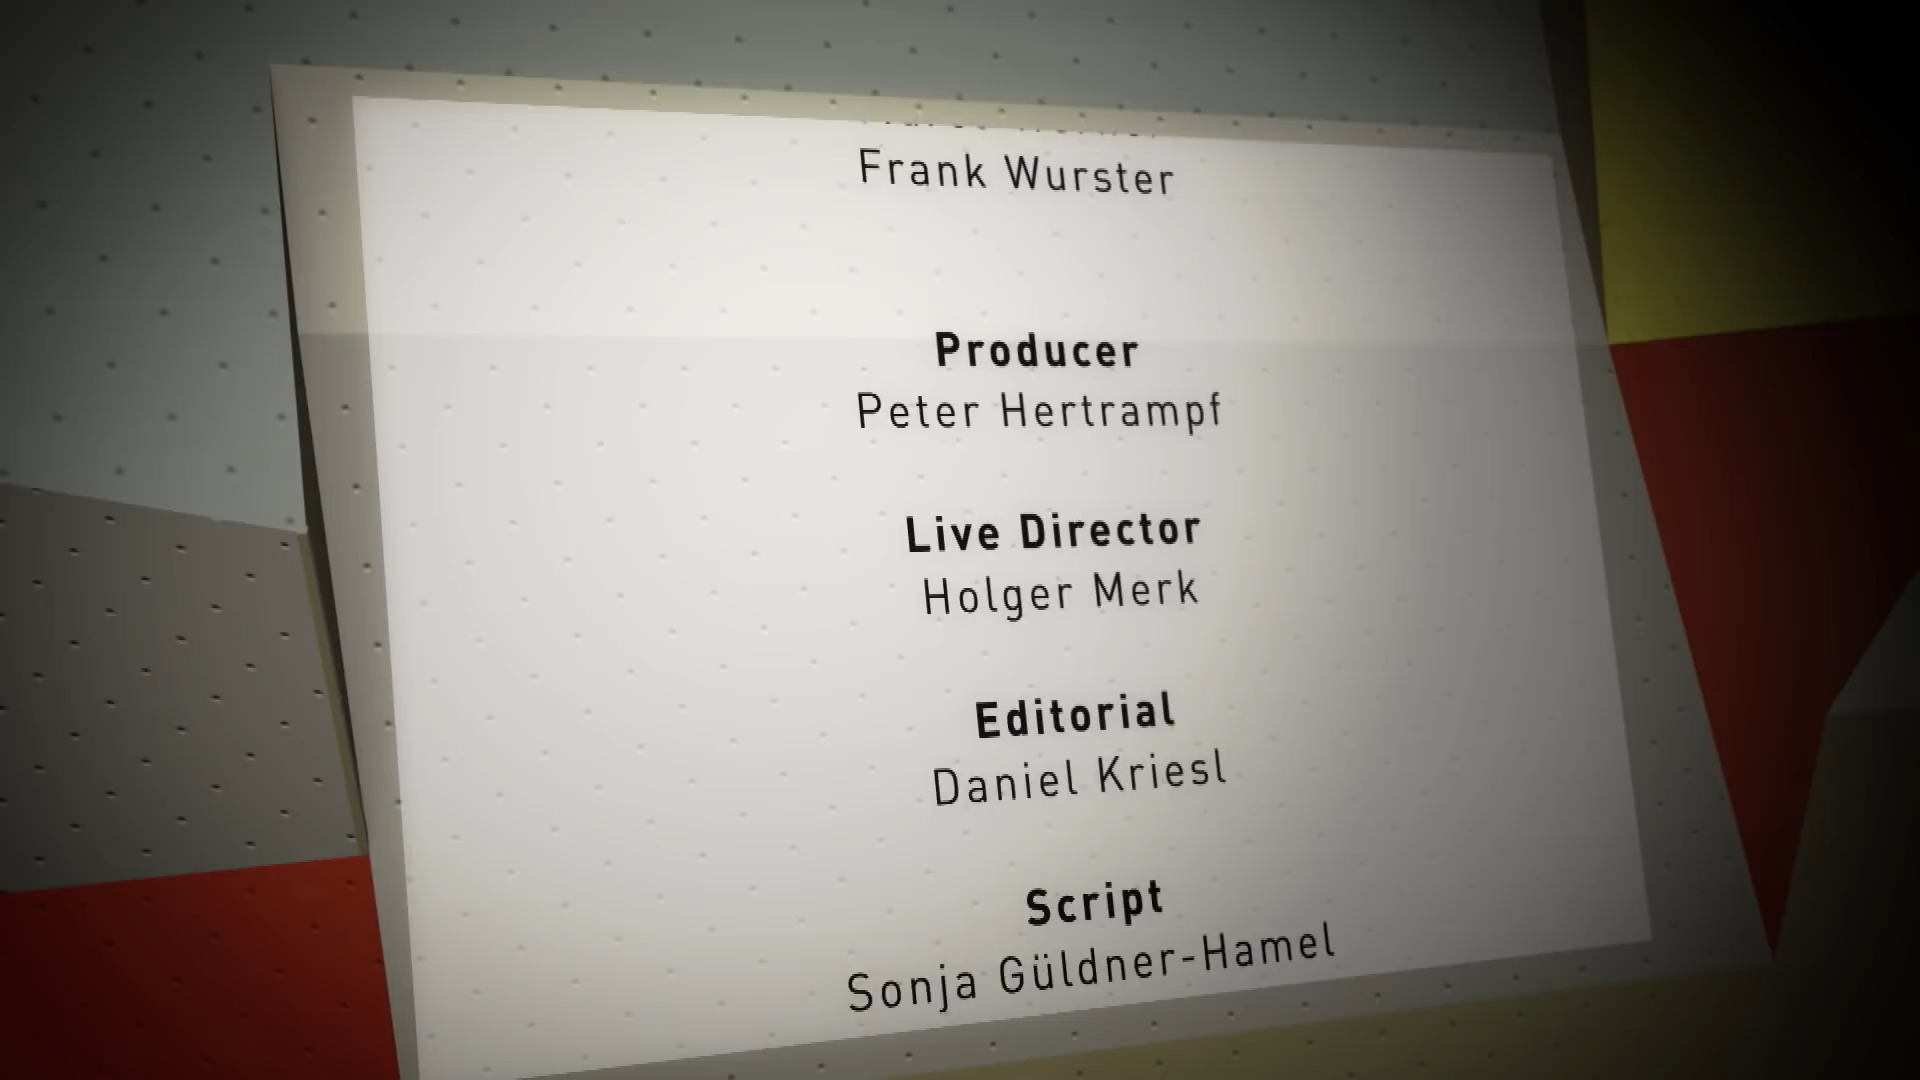 Frank Wurster
Producer
Peter Hertrampf
Live Director
Holger Merk
Editorial
Daniel Kriesl
Script
Sonja Güldner-Hamel